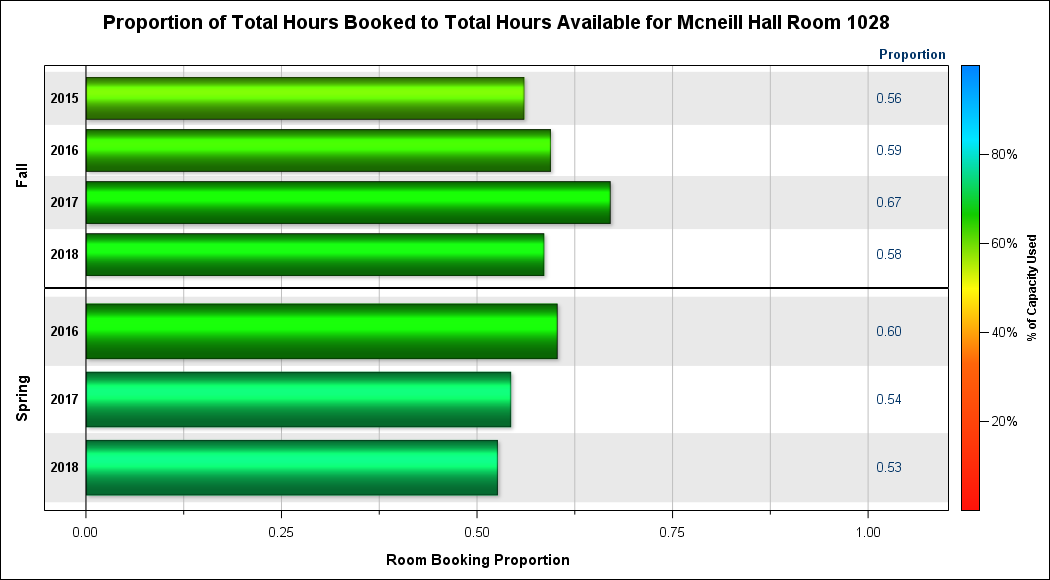 Proportion of Total Hours Booked to Total Hours Available for Mcneill Hall Room 1028
Proportion
Fall
2015 0.56
2016 0.59
2017 0.67
2018 0.58
Spring
2016 0.60
2017 0.54
2018 0.53
0.00 0.25 0.50 0.75 1.00
Room Booking Proportion
80%
60%
40%
20%
% of Capacity Used